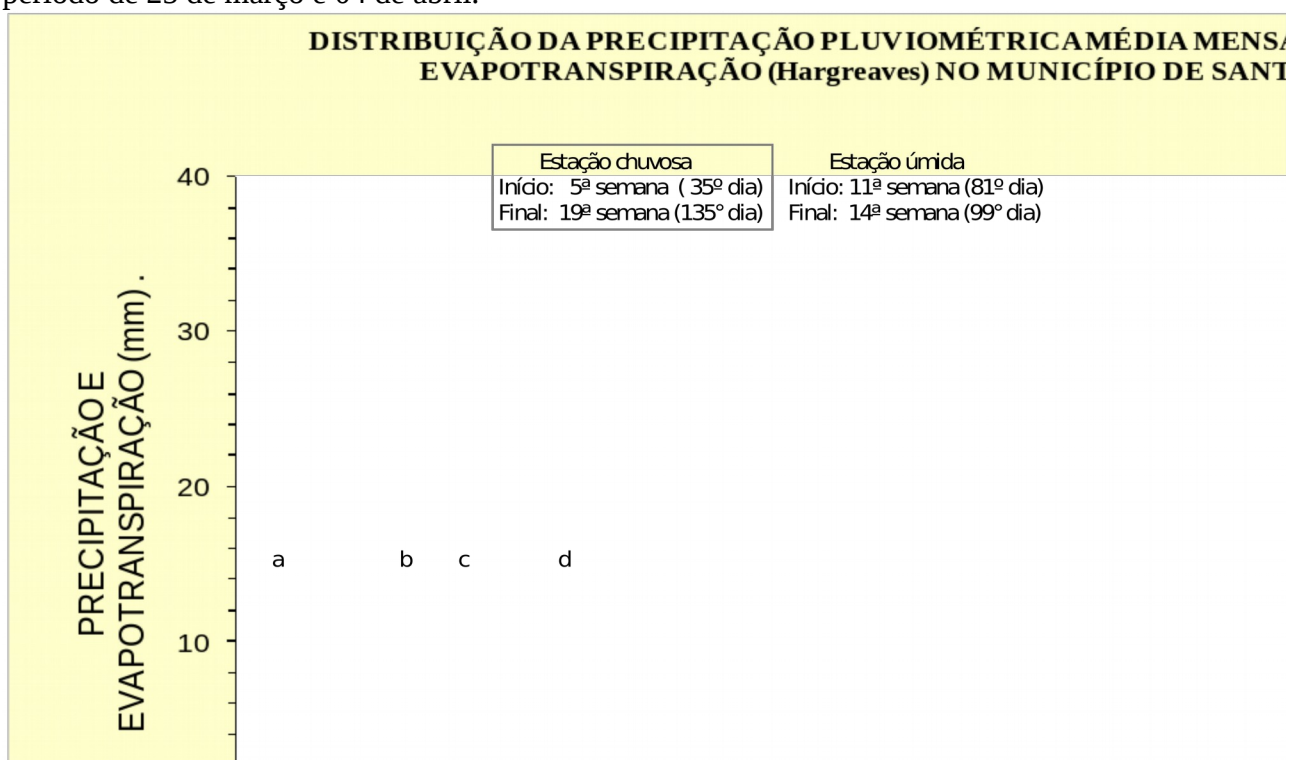 período de 23 de março e 04 de abril.
DISTRIBUIÇÃO DA PRECIPITAÇÃO PLUVIOMÉTRICA MÉDIA
EVAPOTRANSPIRAÇÃO (Hargreaves) NO MUNICÍPIO DE
Estação chuvosa
Início: 5ª semana ( 35º dia)
Final: 19ª semana (135° dia)
Estação úmida
Início: 11ª semana (81º dia)
Final: 14ª semana (99° dia)
40
30
20
10
PRECIPITAÇÃO E
EVAPOTRANSPIRAÇÃO (mm) .
a b c d